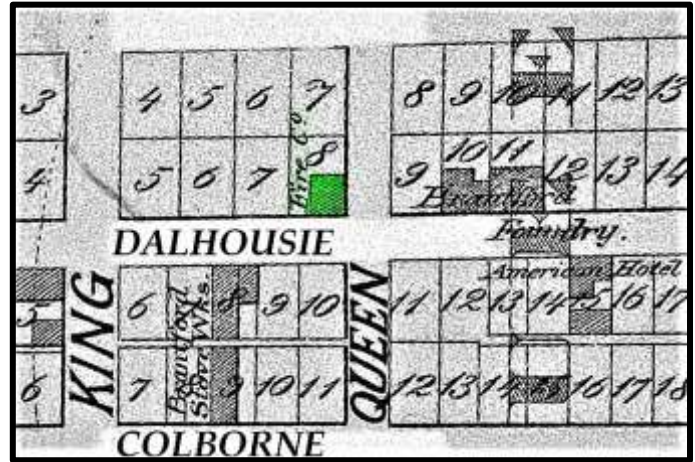 3 4 5 6 7 8 9 10 11 12 13
Fire Co
4 5 6 7 8 9 10 11 12 13 14
Brantford
Foundry.
DALHOUSIE
American Hotel
KING
QUEEN
5 6 8 9 10 11 12 13 14 15 16 17
Brantford
Stove Wks.
6 7 9 10 11 12 13 14 15 16 17 18
COLBORNE